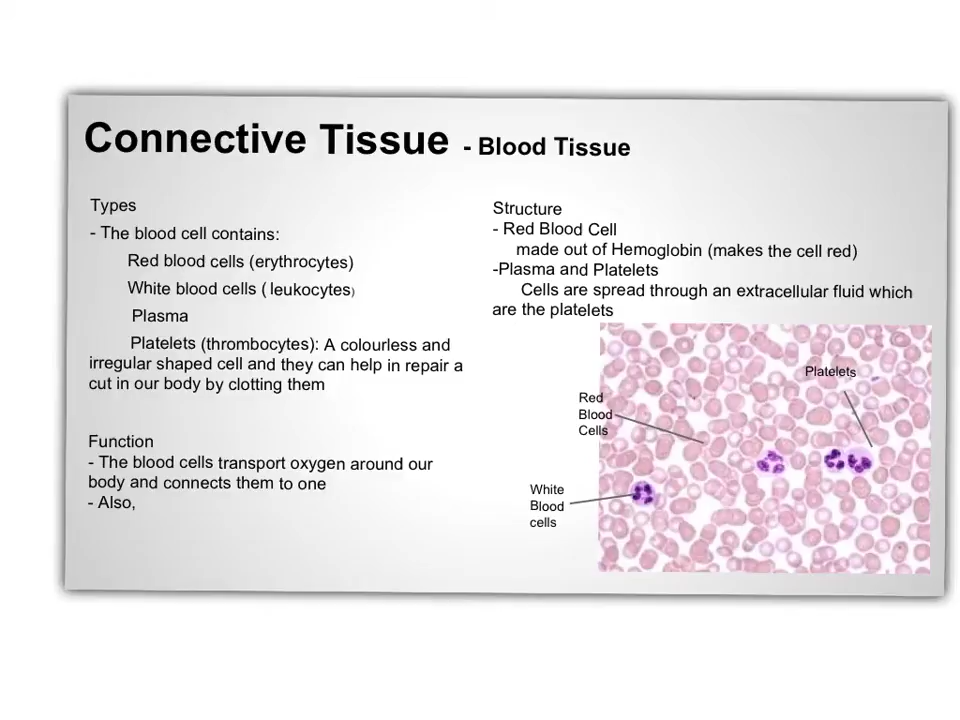 Connective Tissue - Blood Tissue
Types
- The blood cell contains:
Red blood cells (erythrocytes)
White blood cells ( leukocytes)
Plasma
Platelets (thrombocytes): A colourless and
irregular shaped cell and they can help in repair a
cut in our body by clotting them
Function
- The blood cells transport oxygen around our
body and connects them to one
- Also,
Structure
- Red Blood Cell
made out of Hemoglobin (makes the cell red)
-Plasma and Platelets
Cells are spread through an extracellular fluid which
are the platelets
Platelets
Red
Blood
Cells
White
Blood
cells